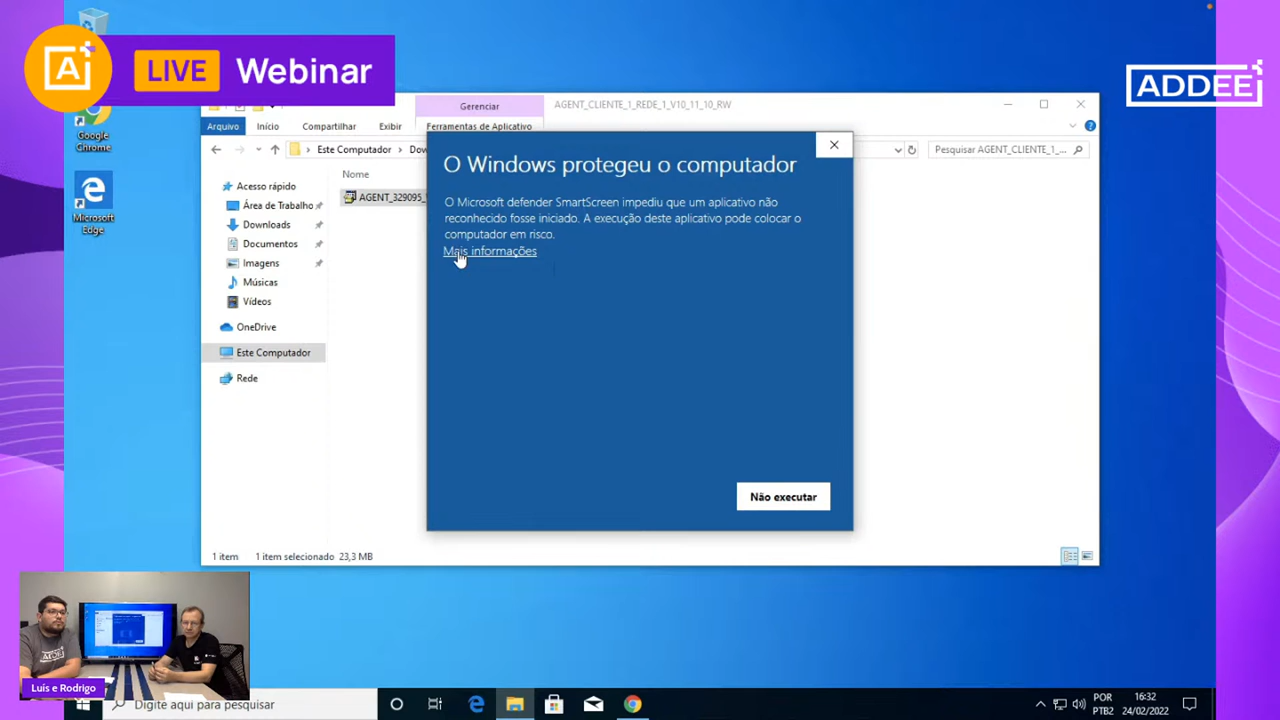 LIVE Webinar
ADDEE
Google
Chrome
Microsoft
Edge
Gerenciar
AGENT_CLIENTE_1_REDE_1_V10_11_10_RW
Arquivo
Início
Compartilhar
Exibir
Ferramentas de Aplicativo
Este Computador
Dow
Pesquisar AGENT_CLIENTE_1_...
Nome
AGENT_329095_
Acesso rápido
Área de Trabalho
Downloads
Documentos
Imagens
Músicas
Vídeos
OneDrive
Este Computador
Rede
O Windows protegeu o computador
O Microsoft defender SmartScreen impediu que um aplicativo não
reconhecido fosse iniciado. A execução deste aplicativo pode colocar o
computador em risco.
Mais informações
Não executar
1 item
1 item selecionado 23,3 MB
Luís e Rodrigo
Digite aqui para pesquisar
POR
PTB2
16:32
24/02/2022